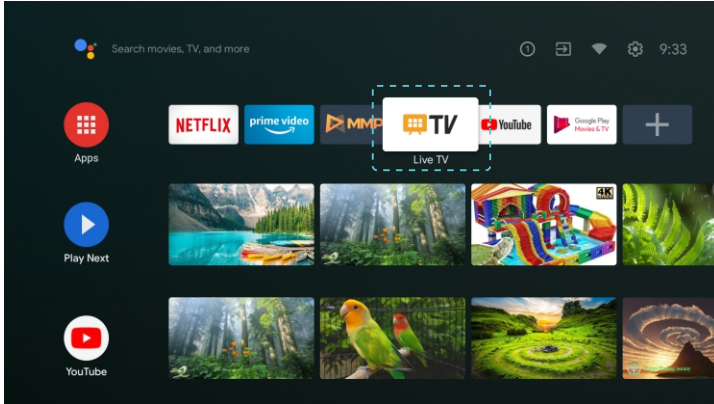 Search movies, TV, and more
1
9:33
Apps
NETFLIX
prime video
MMP
TV
YouTube
Google Play
Movies & TV
Live TV
Play Next
4K
YouTube